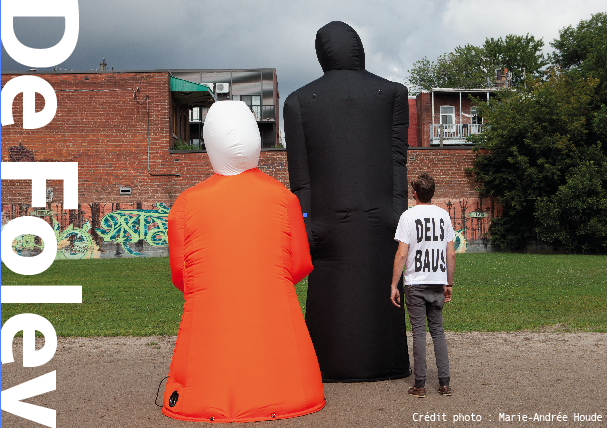 De Foley
DELS
BAUS
Crédit photo : Marie-Andrée Houde